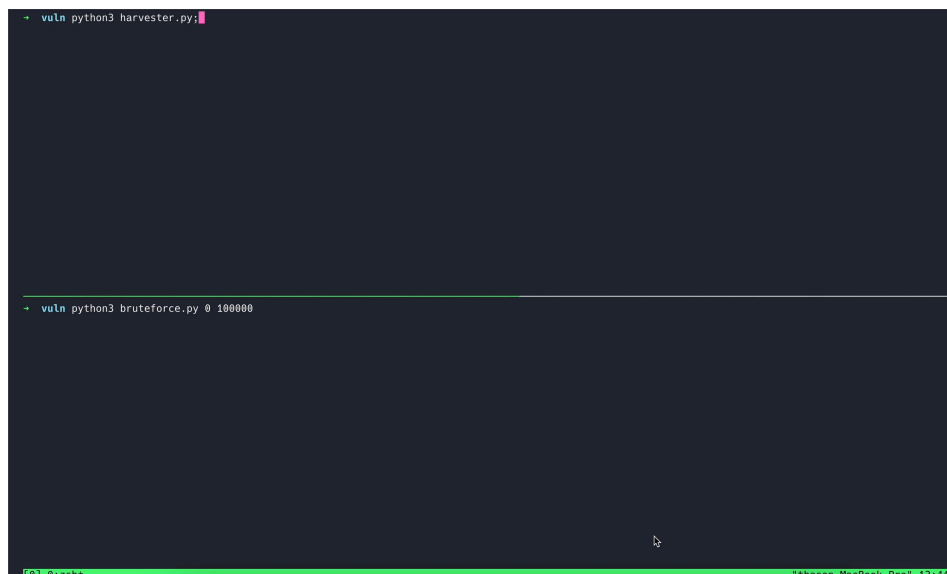 → vuln python3 harvester.py;
→ vuln python3 bruteforce.py 0 100000